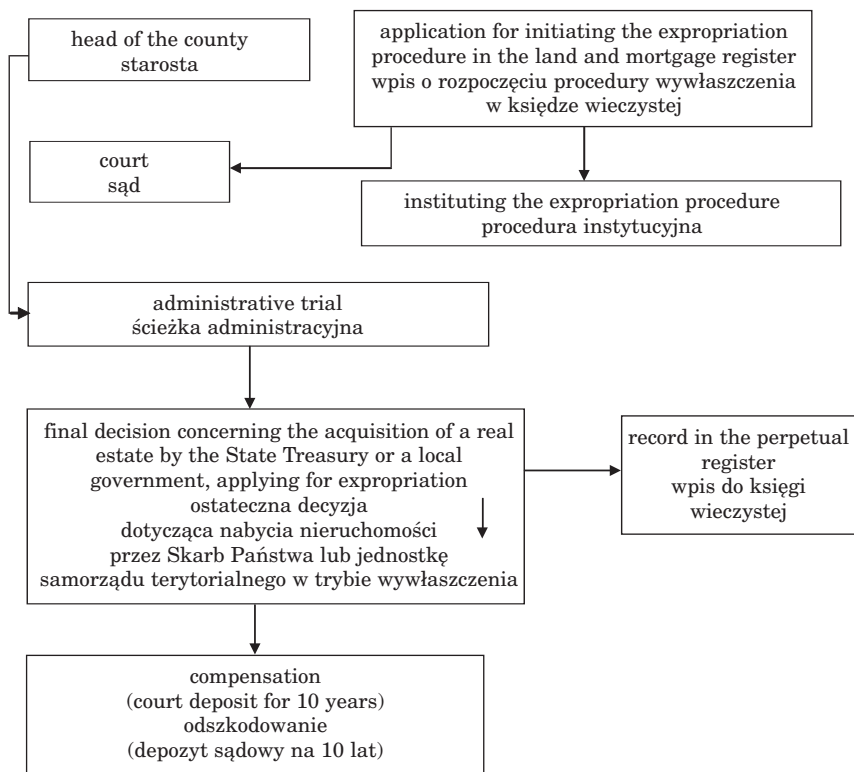 head of the county
starosta
application for initiating the expropriation
procedure in the land and mortgage register
wpis o rozpoczęciu procedury wywłaszczenia
w księdze wieczystej
court
sąd
instituting the expropriation procedure
procedura instytucyjna
administrative trial
ścieżka administracyjna
final decision concerning the acquisition of a real
estate by the State Treasury or a local
government, applying for expropriation
ostateczna decyzja
dotycząca nabycia nieruchomości
przez Skarb Państwa lub jednostkę
samorządu terytorialnego w trybie wywłaszczenia
record in the perpetual
register
wpis do księgi
wieczystej
compensation
(court deposit for 10 years)
odszkodowanie
(depozyt sądowy na 10 lat)